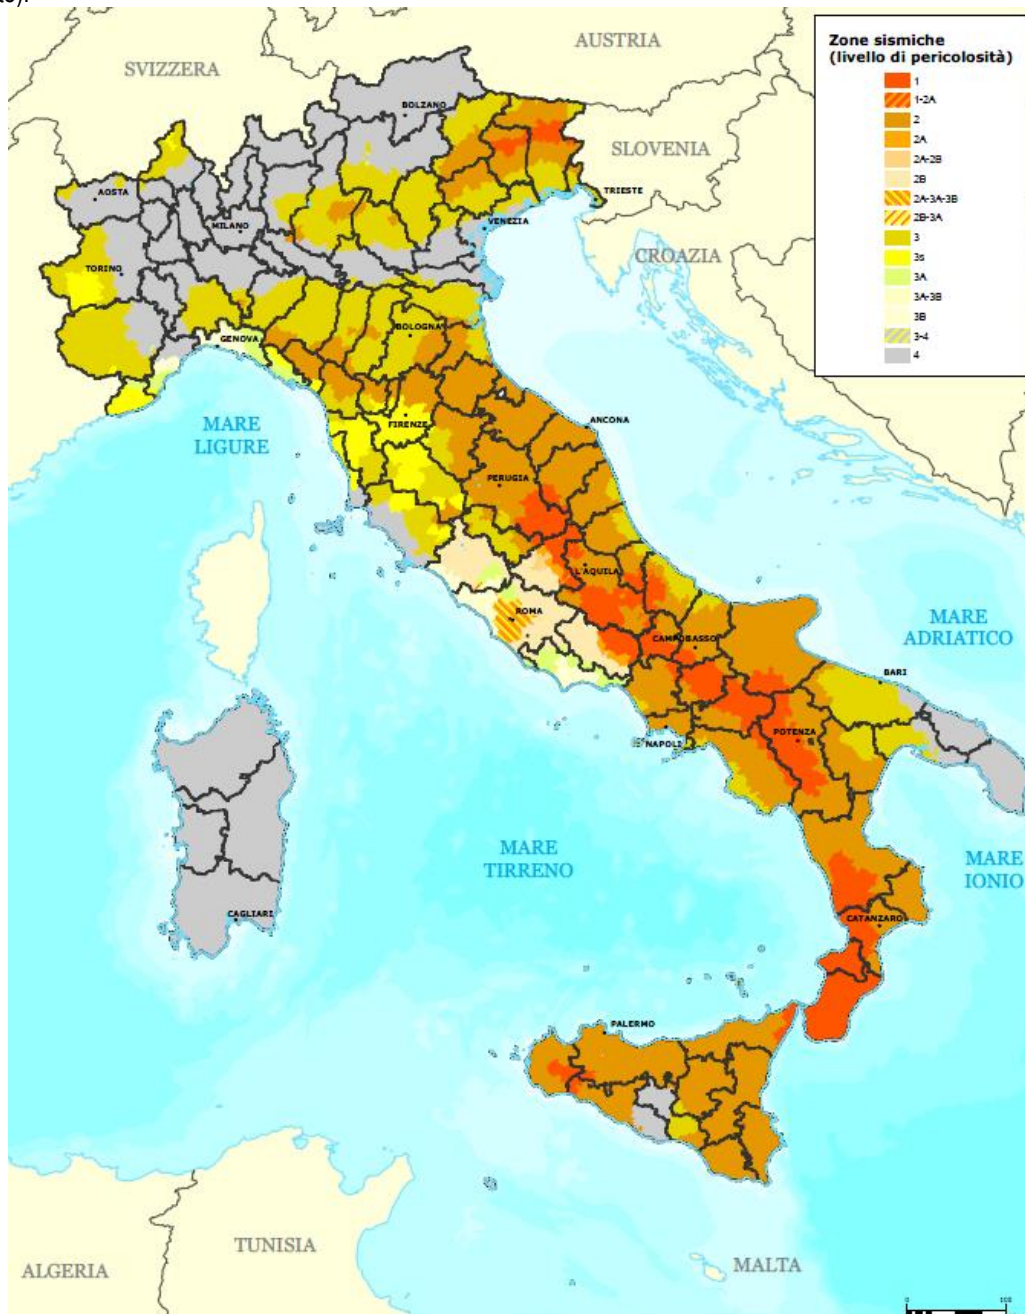 Zone sismiche
(livello di pericolosità)
1
1-2A
2
2A
2A-2B
2B
2A-3A-3B
2B-3A
3
3s
3A
3A-3B
3B
3-4
4
AUSTRIA
SVIZZERA
BOLZANO
SLOVENIA
AOSTA
TRIESTE
MILANO
VENEZIA
CROAZIA
TORINO
BOLOGNA
GENOVA
MARE
LIGURE
FIRENZE
ANCONA
PERUGIA
L'AQUILA
ROMA
MARE
ADRIATICO
CAMPOBASSO
BARI
POTENZA
NAPOLI
MARE
TIRRENO
MARE
IONIO
CAGLIARI
CATANZARO
PALERMO
TUNISIA
ALGERIA
MALTA
0
100